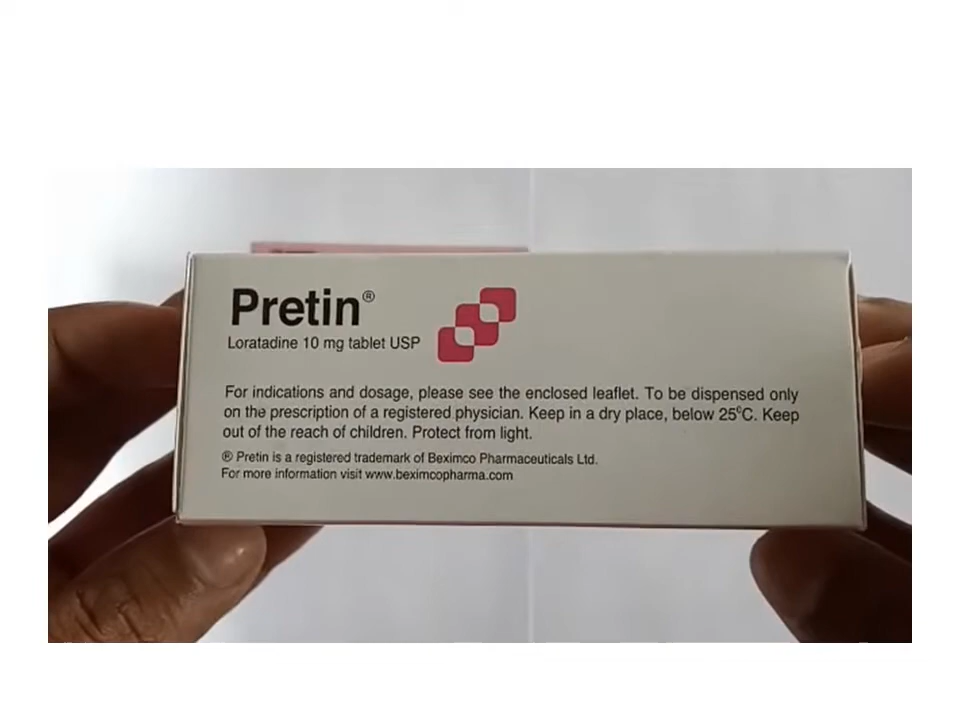 Pretin®
Loratadine 10 mg tablet USP
For indications and dosage, please see the enclosed leaflet. To be dispensed only
on the prescription of a registered physician. Keep in a dry place, below 25°C. Keep
out of the reach of children. Protect from light.
® Pretin is a registered trademark of Beximco Pharmaceuticals Ltd.
For more information visit www.beximcopharma.com